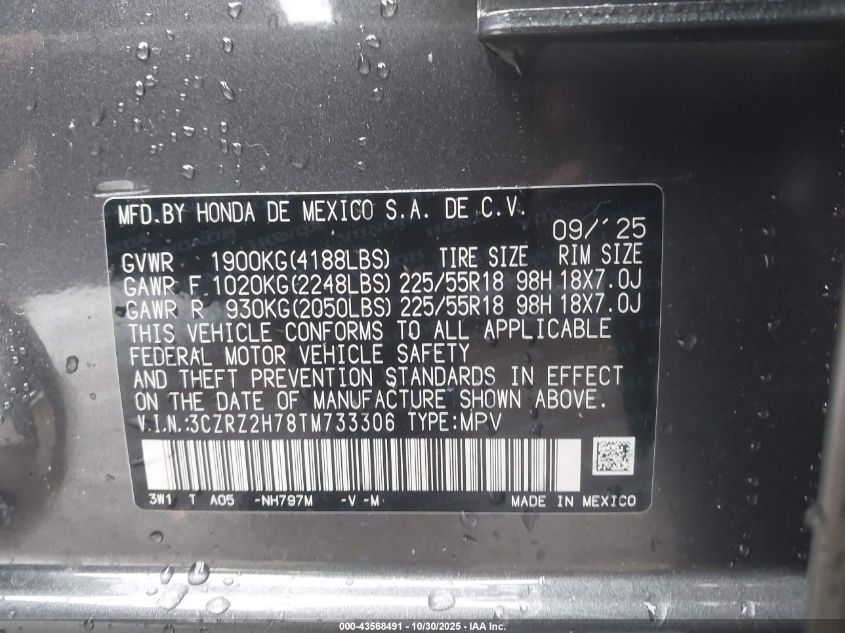 MFD.BY HONDA DE MEXICO S.A. DE C.V.
09/'25
GVWR 1900KG(4188LBS) TIRE SIZE RIM SIZE
GAWR F 1020KG(2248LBS) 225/55R18 98H 18X7.0J
GAWR R 930KG(2050LBS) 225/55R18 98H 18X7.0J
THIS VEHICLE CONFORMS TO ALL APPLICABLE
FEDERAL MOTOR VEHICLE SAFETY
AND THEFT PREVENTION STANDARDS IN EFFECT
ON THE DATE OF MANUFACTURE SHOWN ABOVE.
V.I.N.:3CZRZ2H78TM733306 TYPE:MPV
3W1 T A05 -NH797M -V -M MADE IN MEXICO
000-43568491 - 10/30/2025 - IAA Inc.